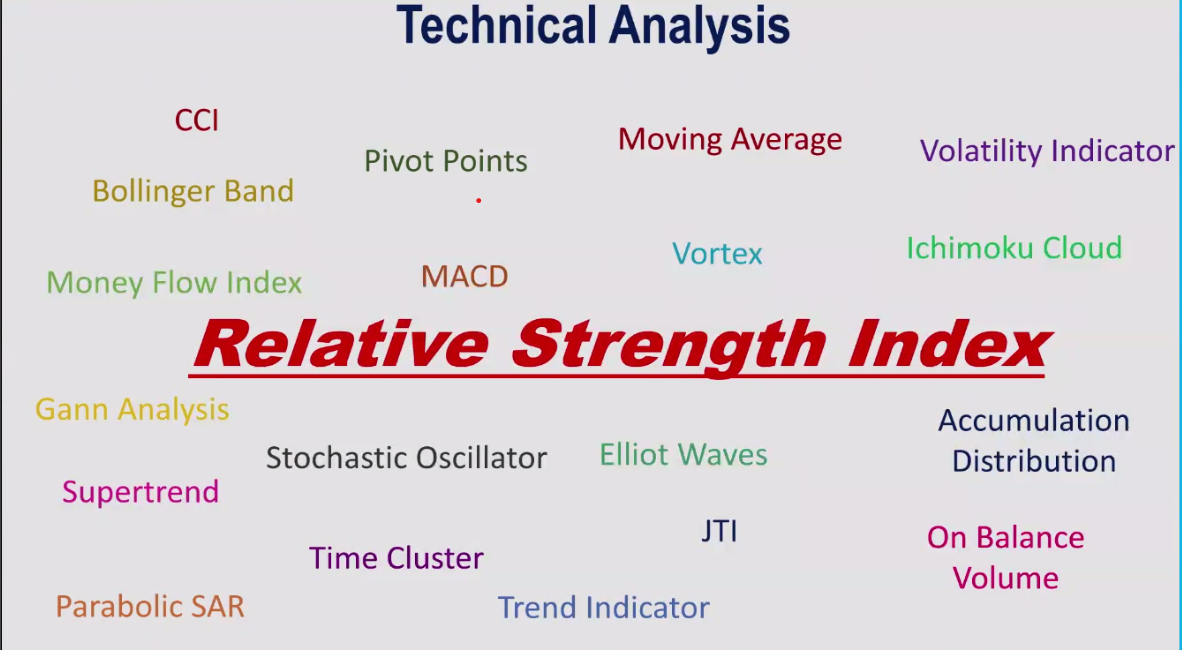 Technical Analysis
CCI
Moving Average
Volatility Indicator
Pivot Points
Bollinger Band
Ichimoku Cloud
Vortex
MACD
Money Flow Index
Relative Strength Index
Gann Analysis
Accumulation
Distribution
Stochastic Oscillator
Elliot Waves
Supertrend
JTI
On Balance
Volume
Time Cluster
Parabolic SAR
Trend Indicator